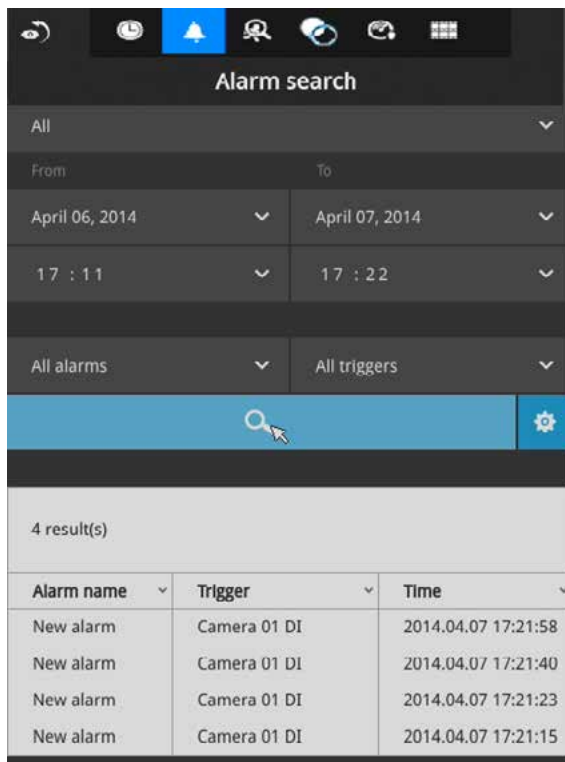 Alarm search
All
From To
April 06, 2014 April 07, 2014
17 : 11 17 : 22
All alarms All triggers
4 result(s)
Alarm name Trigger Time
New alarm Camera 01 DI 2014.04.07 17:21:58
New alarm Camera 01 DI 2014.04.07 17:21:40
New alarm Camera 01 DI 2014.04.07 17:21:23
New alarm Camera 01 DI 2014.04.07 17:21:15